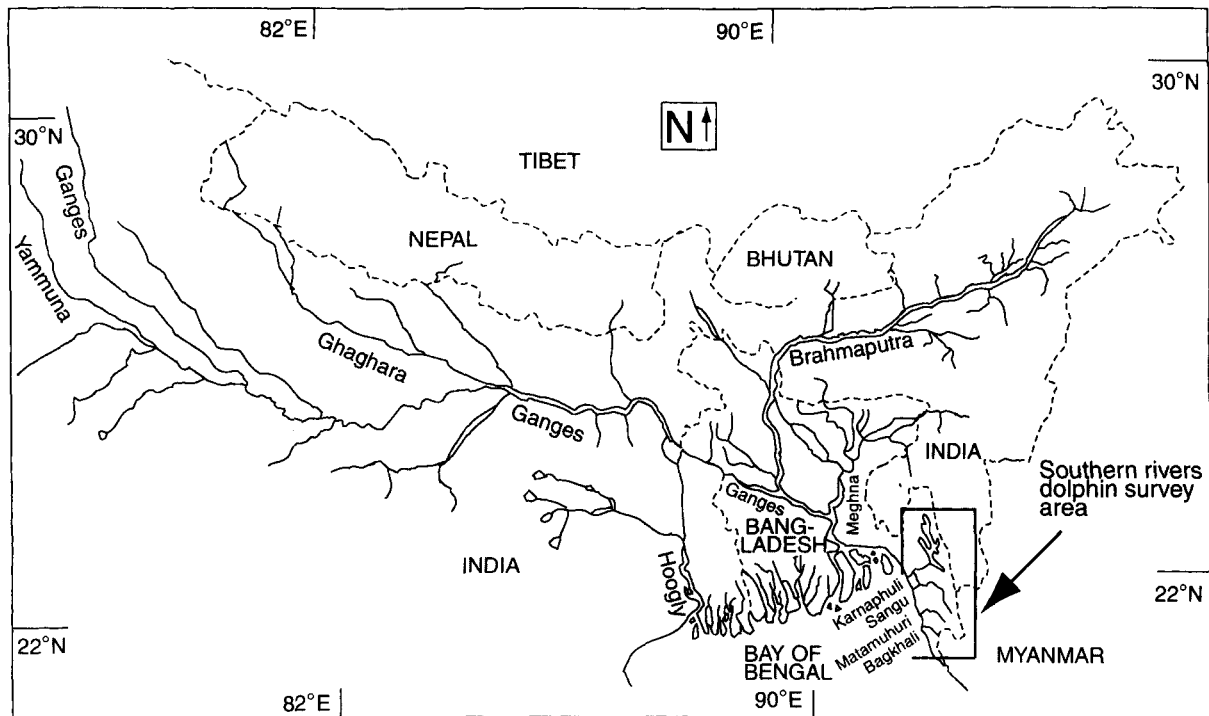 82°E
90°E
30°N
30°N
N
TIBET
Ganges
Yammuna
NEPAL
BHUTAN
Ghaghara
Brahmaputra
Ganges
INDIA
Southern rivers
dolphin survey
area
Ganges
Meghna
BANG-
LADESH
INDIA
Hoogly
Karnaphuli
Sangu
Matamuhuri
Bagkhali
22°N
22°N
BAY OF
BENGAL
MYANMAR
82°E
90°E